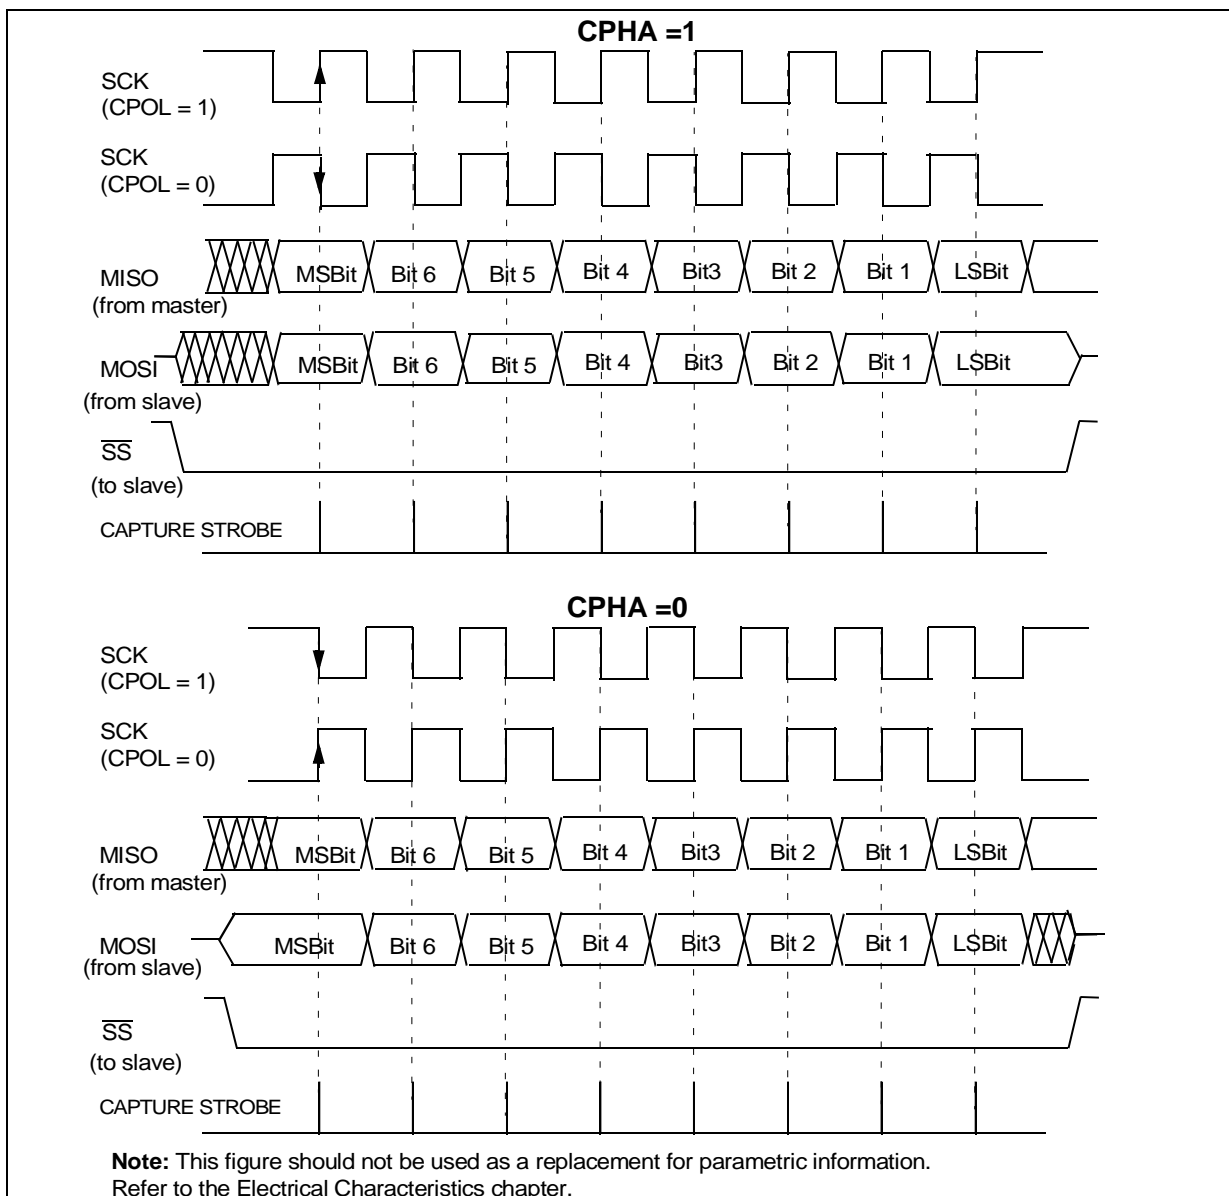 CPHA =1
SCK
(CPOL = 1)
SCK
(CPOL = 0)
MISO
(from master)
MSBit Bit 6 Bit 5 Bit 4 Bit3 Bit 2 Bit 1 LSBit
MOSI
(from slave)
MSBit Bit 6 Bit 5 Bit 4 Bit3 Bit 2 Bit 1 LSBit
SS
(to slave)
CAPTURE STROBE
CPHA =0
SCK
(CPOL = 1)
SCK
(CPOL = 0)
MISO
(from master)
MSBit Bit 6 Bit 5 Bit 4 Bit3 Bit 2 Bit 1 LSBit
MOSI
(from slave)
MSBit Bit 6 Bit 5 Bit 4 Bit3 Bit 2 Bit 1 LSBit
SS
(to slave)
CAPTURE STROBE
Note: This figure should not be used as a replacement for parametric information.
Refer to the Electrical Characteristics chapter.